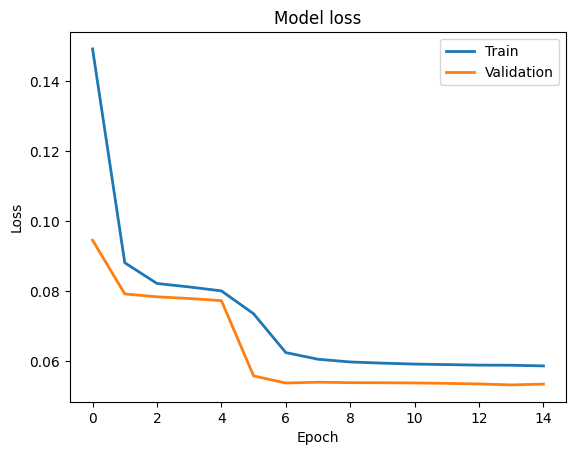 Model loss
Train
Validation
0.14
0.12
0.10
0.08
0.06
Loss
0 2 4 6 8 10 12 14
Epoch